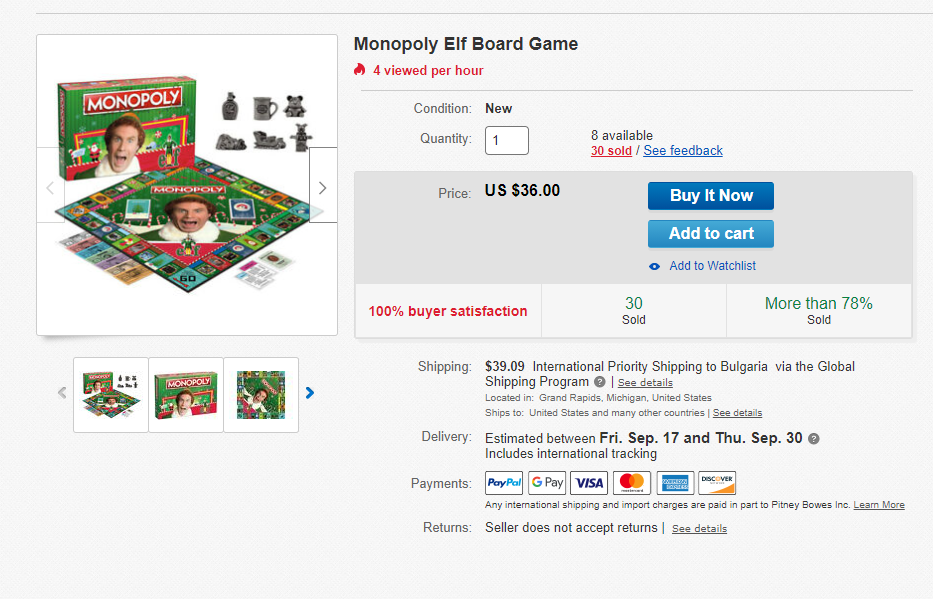 Monopoly Elf Board Game
4 viewed per hour
Condition: New
Quantity: 1
8 available
30 sold / See feedback
Price: US $36.00
Buy It Now
Add to cart
Add to Watchlist
100% buyer satisfaction
30
Sold
More than 78%
Sold
Shipping: $39.09 International Priority Shipping to Bulgaria via the Global
Shipping Program ? | See details
Located in: Grand Rapids, Michigan, United States
Ships to: United States and many other countries | See details
Delivery: Estimated between Fri. Sep. 17 and Thu. Sep. 30 ?
Includes international tracking
Payments: PayPal G Pay VISA mastercard AMERICAN EXPRESS DISCOVER
Any international shipping and import charges are paid in part to Pitney Bowes Inc. Learn More
Returns: Seller does not accept returns | See details
MONOPOLY
MONOPOLY
elf
GO
MONOPOLY